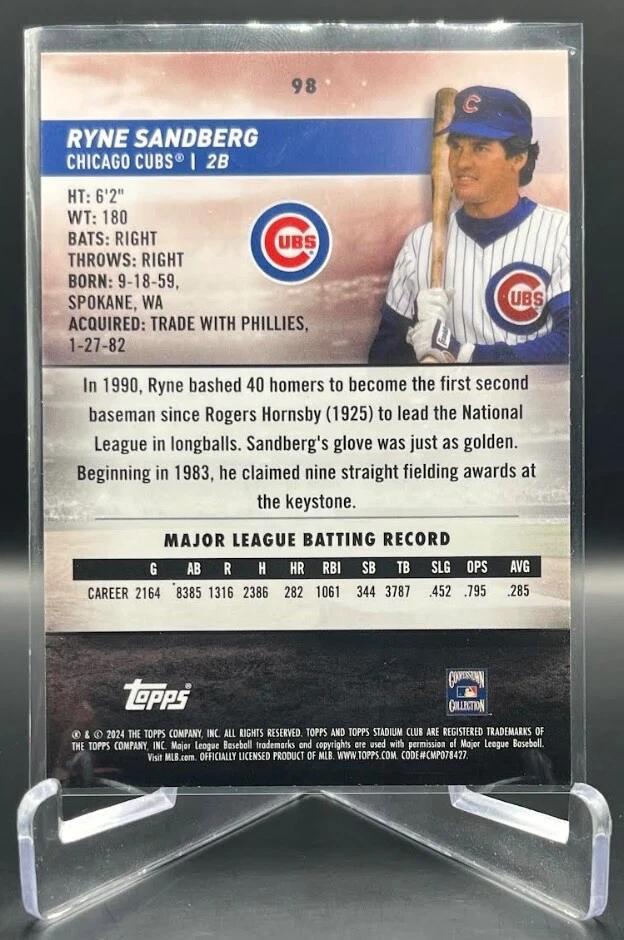 98
RYNE SANDBERG
CHICAGO CUBS® | 2B
HT: 6'2"
WT: 180
BATS: RIGHT
THROWS: RIGHT
BORN: 9-18-59,
SPOKANE, WA
ACQUIRED: TRADE WITH PHILLIES,
1-27-82
CUBS
C
CUBS
In 1990, Ryne bashed 40 homers to become the first second
baseman since Rogers Hornsby (1925) to lead the National
League in longballs. Sandberg's glove was just as golden.
Beginning in 1983, he claimed nine straight fielding awards at
the keystone.
MAJOR LEAGUE BATTING RECORD
G AB R H HR RBI SB TB SLG OPS AVG
CAREER 2164 8385 1316 2386 282 1061 344 3787 .452 .795 .285
Topps®
COOPERSTOWN
COLLECTION
® & © 2024 THE TOPPS COMPANY, INC. ALL RIGHTS RESERVED. TOPPS AND TOPPS STADIUM CLUB ARE REGISTERED TRADEMARKS OF
THE TOPPS COMPANY, INC. Major League Baseball trademarks and copyrights are used with permission of Major League Baseball.
Visit MLB.com. OFFICIALLY LICENSED PRODUCT OF MLB. WWW.TOPPS.COM. CODE#CMP078427.